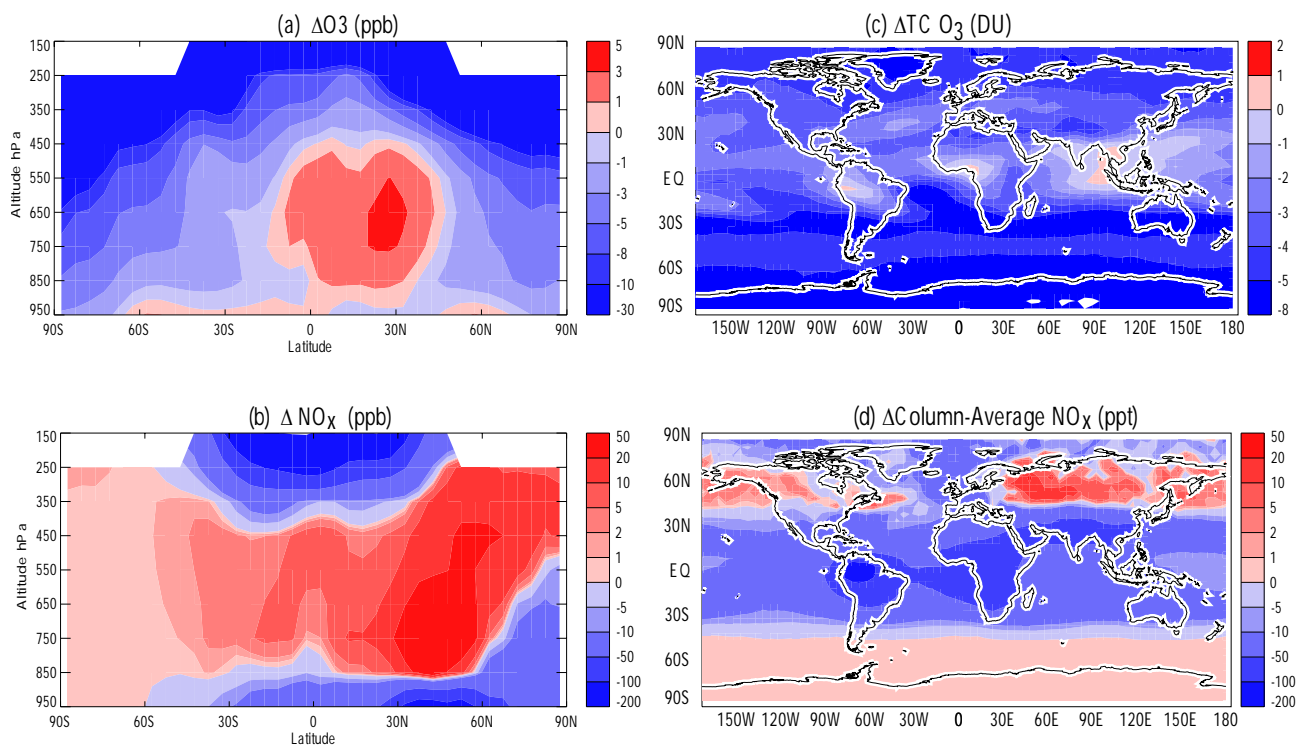 (a) ΔO3 (ppb)
150
250
350
450
550
650
750
850
950
Altitude hPa
90S 60S 30S 0 30N 60N 90N
Latitude
5
3
1
0
-1
-3
-5
-8
-10
-30
(c) ΔTC O3 (DU)
90N
60N
30N
EQ
30S
60S
90S
150W 120W 90W 60W 30W 0 30E 60E 90E 120E 150E 180
2
1
0
-1
-2
-3
-4
-5
-6
-8
(b) Δ NOx (ppb)
150
250
350
450
550
650
750
850
950
Altitude hPa
90S 60S 30S 0 30N 60N 90N
Latitude
50
20
10
5
2
1
0
-5
-10
-50
-100
-200
(d) ΔColumn-Average NOx (ppt)
90N
60N
30N
EQ
30S
60S
90S
150W 120W 90W 60W 30W 0 30E 60E 90E 120E 150E 180
50
20
10
5
2
1
0
-5
-10
-50
-100
-200